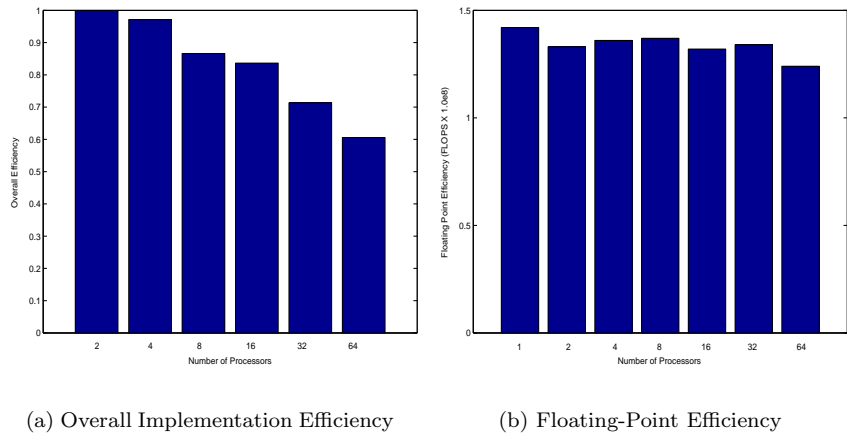 Overall Efficiency
1
0.9
0.8
0.7
0.6
0.5
0.4
0.3
0.2
0.1
0
2 4 8 16 32 64
Number of Processors
(a) Overall Implementation Efficiency
Floating Point Efficiency (FLOPS X 1.0e8)
1.5
1
0.5
0
1 2 4 8 16 32 64
Number of Processors
(b) Floating-Point Efficiency